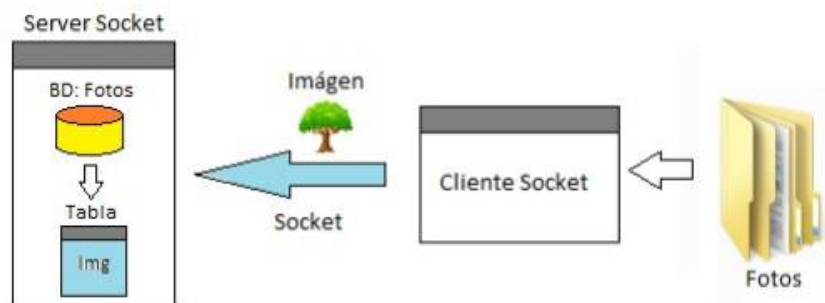 Server Socket
BD: Fotos
Tabla
Img
Imágen
Socket
Cliente Socket
Fotos